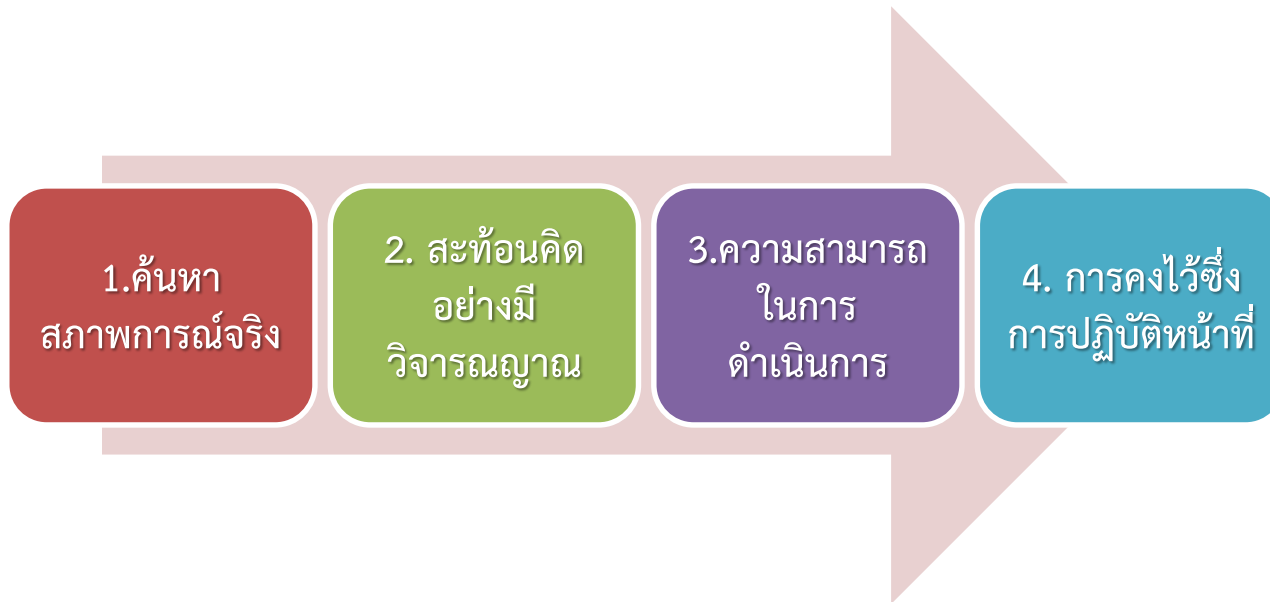 1.ค้นหา
สภาพการณ์จริง
2. สะท้อนคิด
อย่างมี
วิจารณญาณ
3.ความสามารถ
ในการ
ดำเนินการ
4. การคงไว้ซึ่ง
การปฏิบัติหน้าที่